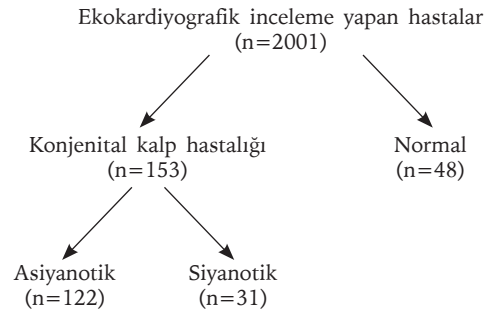 Ekokardiyografik inceleme yapan hastalar
(n=2001)
Konjenital kalp hastalığı
(n=153)
Normal
(n=48)
Asiyanotik
(n=122)
Siyanotik
(n=31)